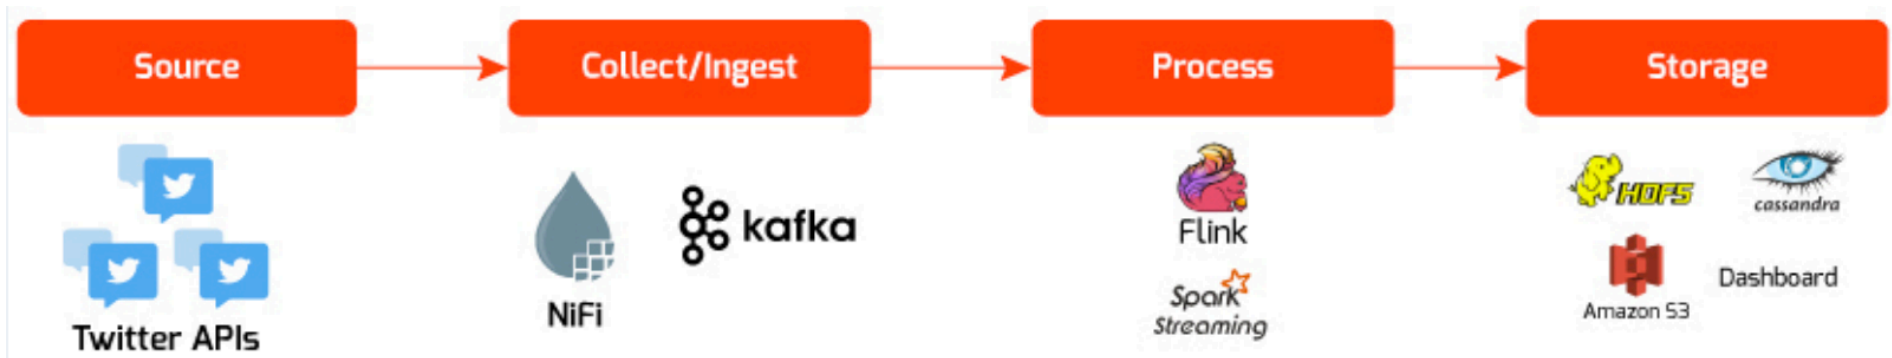 Source
Collect/Ingest
Process
Storage
Twitter APIs
NiFi
kafka
Flink
Spark
Streaming
HDFS
cassandra
Amazon S3
Dashboard